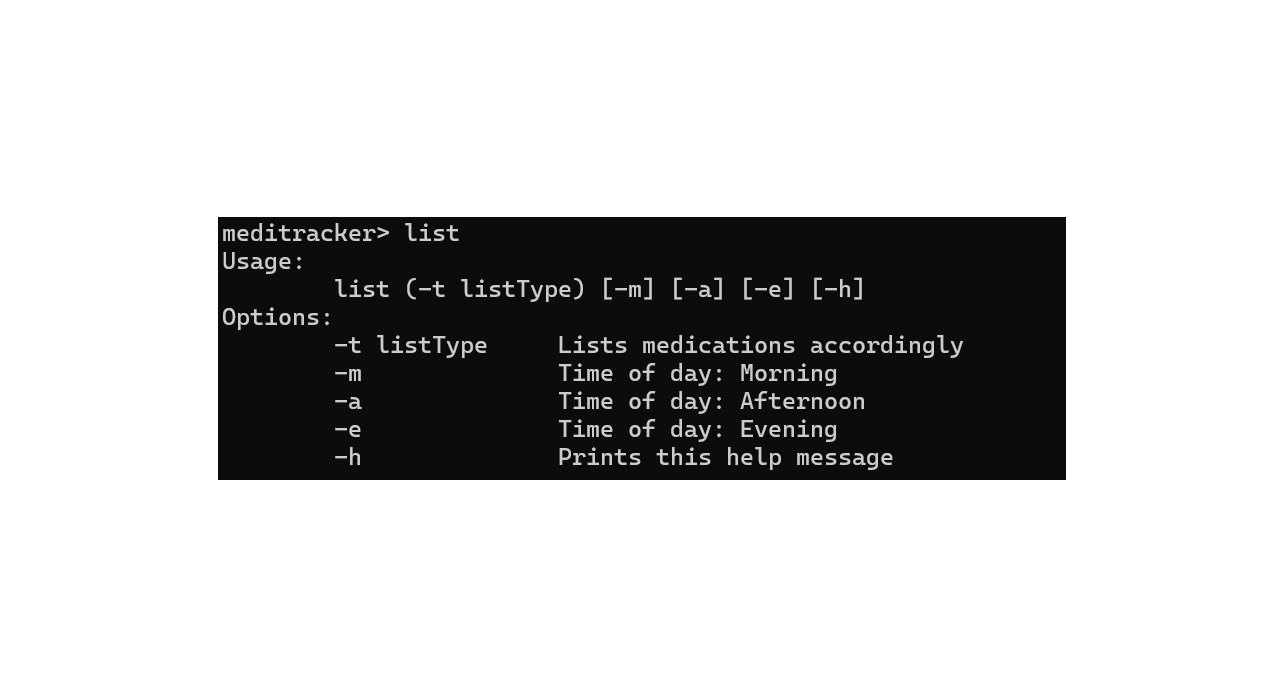 meditracker> list
Usage:
        list (-t listType) [-m] [-a] [-e] [-h]
Options:
        -t listType     Lists medications accordingly
        -m              Time of day: Morning
        -a              Time of day: Afternoon
        -e              Time of day: Evening
        -h              Prints this help message